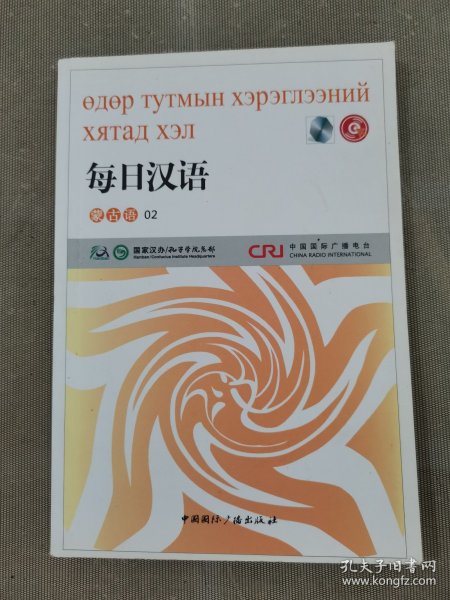 өдөр тутмын хэрэглээний
хятад хэл
每日汉语
蒙古语 02
国家汉办/孔子学院总部
Hanban/Confucius Institute Headquarters
CRI
中国国际广播电台
CHINA RADIO INTERNATIONAL
中国国际广播出版社
孔夫子旧书网
www.kongfz.com